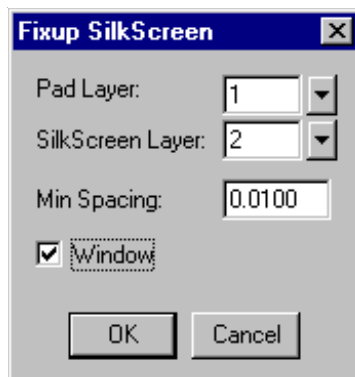 Fixup SilkScreen
Pad Layer: 1
SilkScreen Layer: 2
Min Spacing: 0.0100
Window
OK Cancel